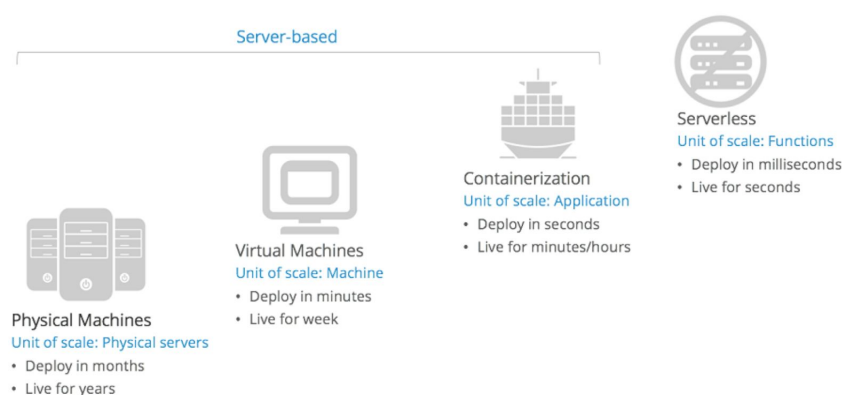 Server-based
Physical Machines
Unit of scale: Physical servers
• Deploy in months
• Live for years
Virtual Machines
Unit of scale: Machine
• Deploy in minutes
• Live for week
Containerization
Unit of scale: Application
• Deploy in seconds
• Live for minutes/hours
Serverless
Unit of scale: Functions
• Deploy in milliseconds
• Live for seconds